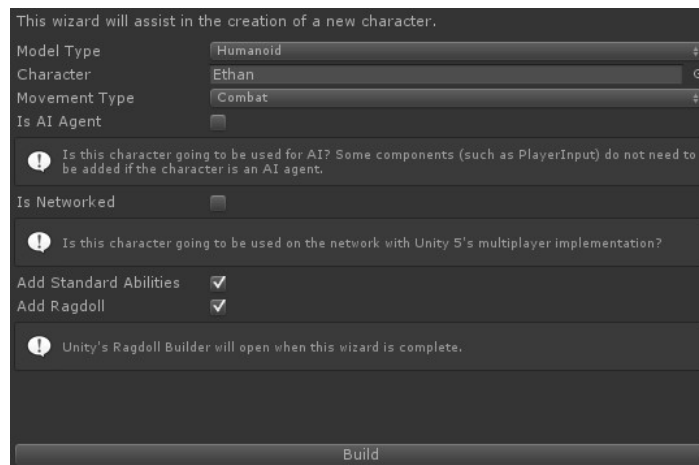 This wizard will assist in the creation of a new character.
Model Type Humanoid
Character Ethan
Movement Type Combat
Is AI Agent
Is this character going to be used for AI? Some components (such as PlayerInput) do not need to
be added if the character is an AI agent.
Is Networked
Is this character going to be used on the network with Unity 5's multiplayer implementation?
Add Standard Abilities
Add Ragdoll
Unity's Ragdoll Builder will open when this wizard is complete.
Build